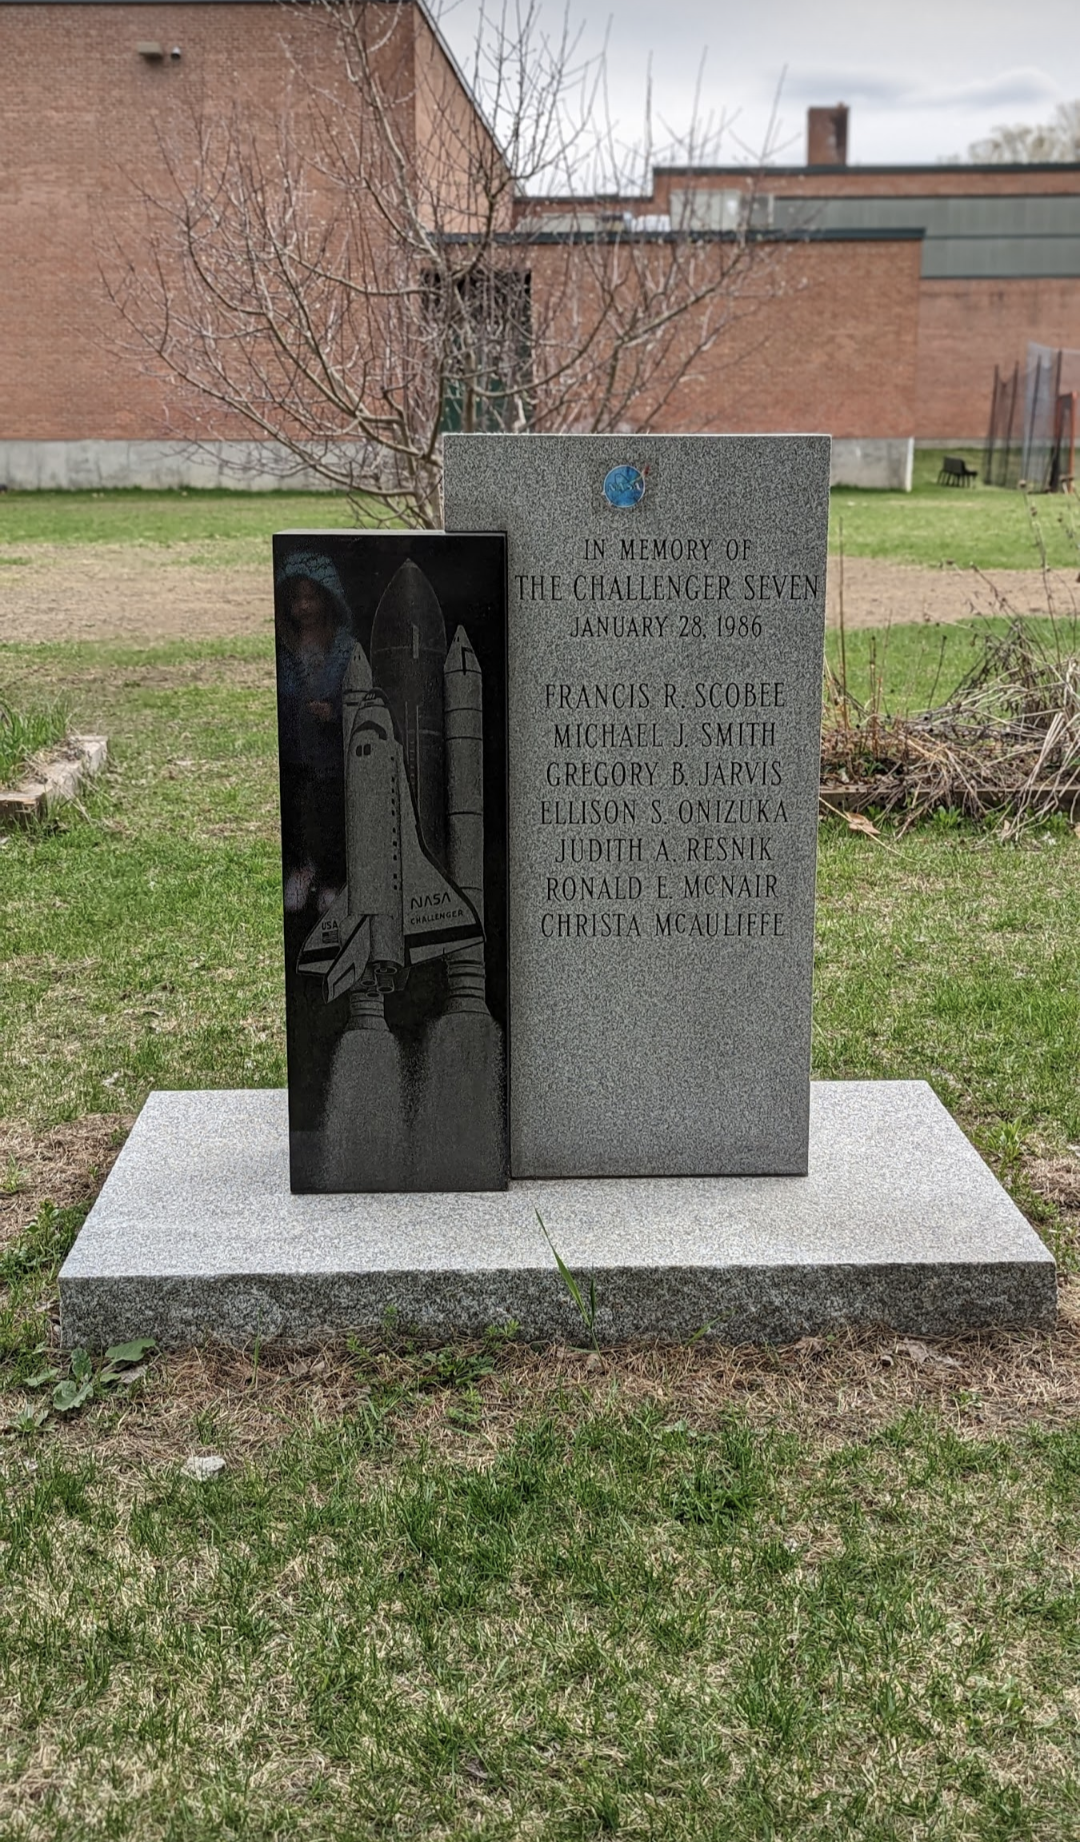 NASA
IN MEMORY OF
THE CHALLENGER SEVEN
JANUARY 28, 1986
FRANCIS R. SCOBEE
MICHAEL J. SMITH
GREGORY B. JARVIS
ELLISON S. ONIZUKA
JUDITH A. RESNIK
RONALD E. McNAIR
CHRISTA McAULIFFE
NASA
CHALLENGER
USA